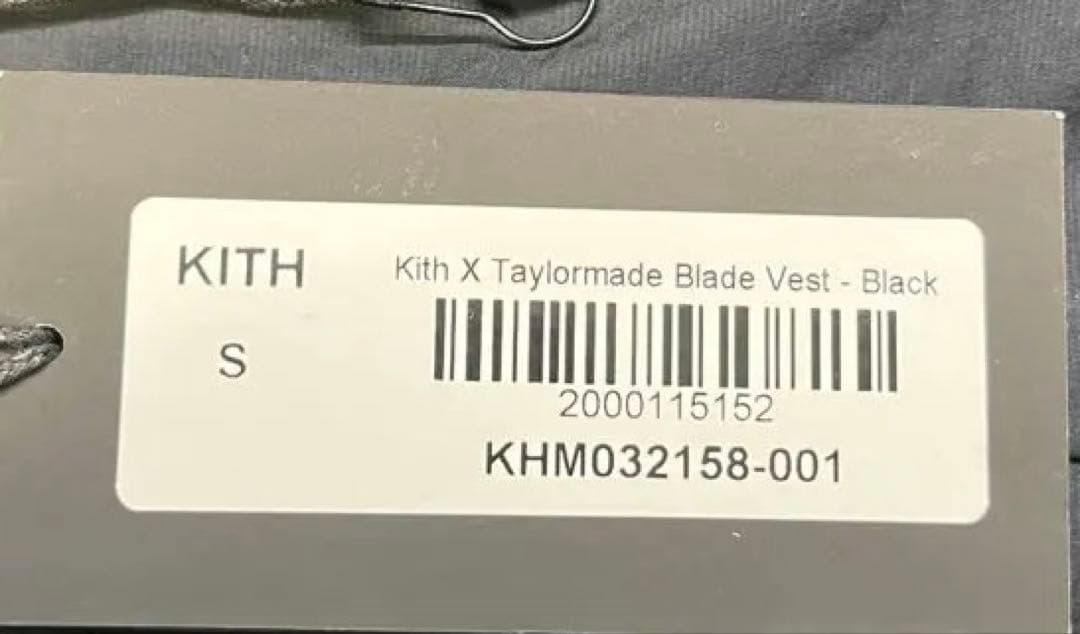 KITH
Kith X Taylormade Blade Vest - Black
S
2000115152
KHM032158-001